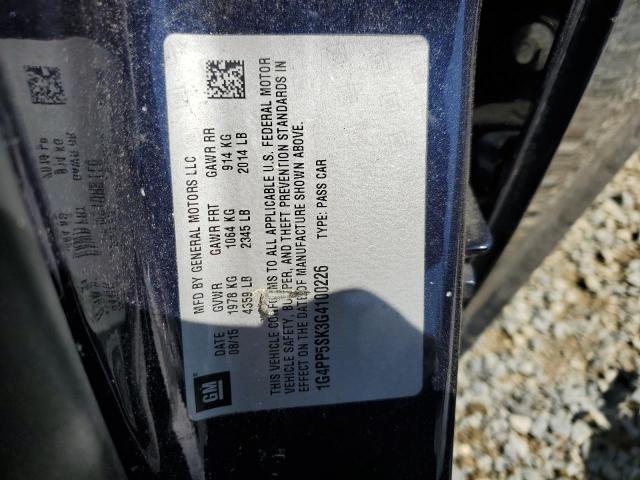 MFD BY GENERAL MOTORS LLC
DATE GVWR GAWR FRT GAWR RR
08/15 1978 KG 1064 KG 914 KG
4359 LB 2345 LB 2014 LB
THIS VEHICLE CONFORMS TO ALL APPLICABLE U.S. FEDERAL MOTOR
VEHICLE SAFETY, BUMPER, AND THEFT PREVENTION STANDARDS IN
EFFECT ON THE DATE OF MANUFACTURE SHOWN ABOVE.
1G4PP5SK3G4100226 TYPE: PASS CAR
GM